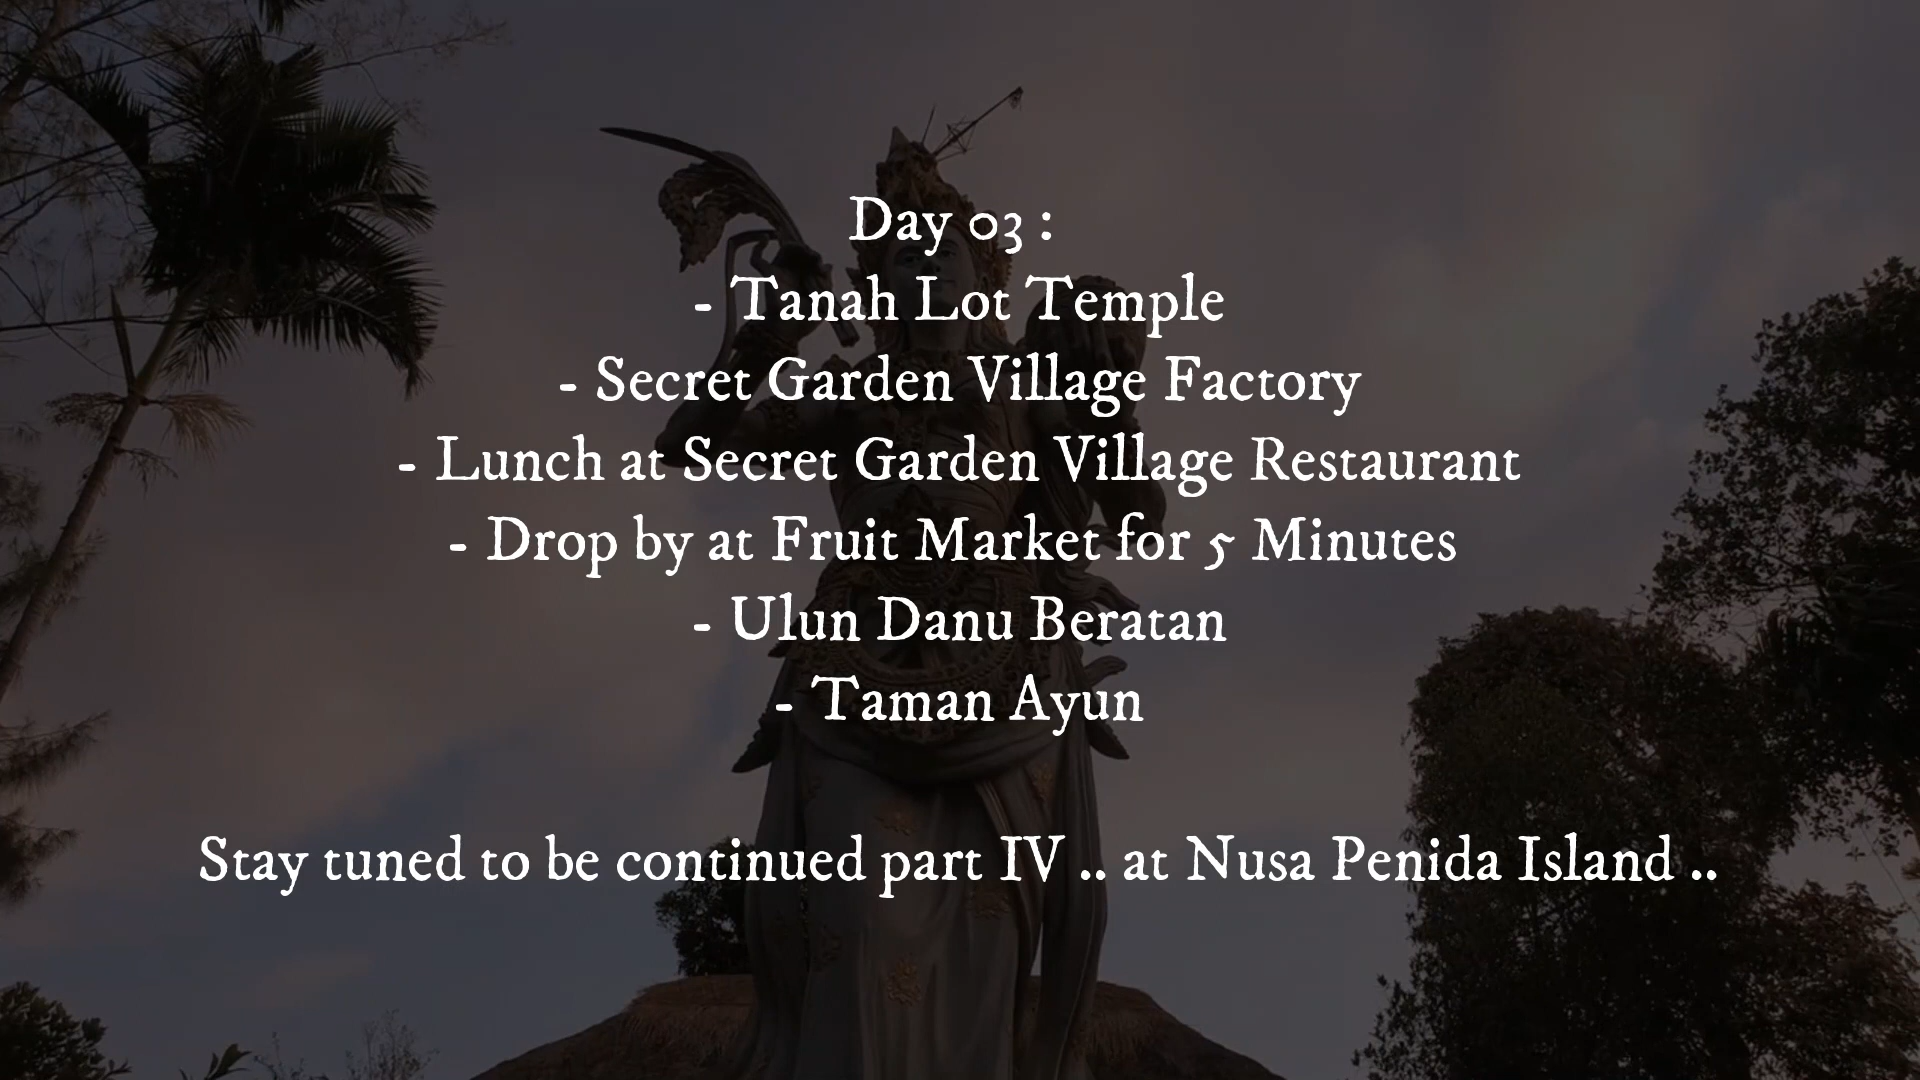 Day 03 :
- Tanah Lot Temple
- Secret Garden Village Factory
- Lunch at Secret Garden Village Restaurant
- Drop by at Fruit Market for 5 Minutes
- Ulun Danu Beratan
- Taman Ayun
Stay tuned to be continued part IV .. at Nusa Penida Island ..